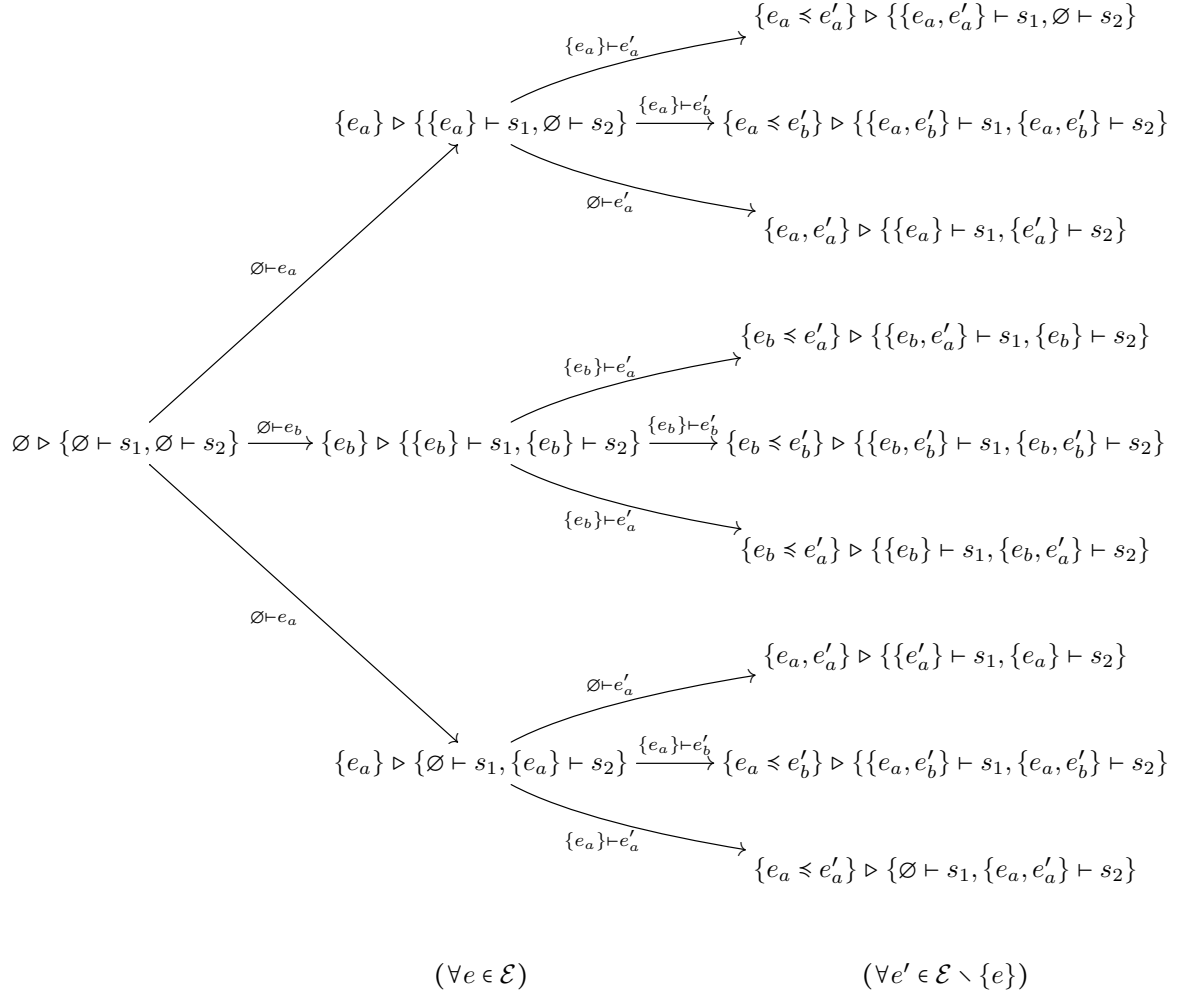 {e_a ≼ e′_a} ▷ {{e_a, e′_a} ⊢ s_1, ∅ ⊢ s_2}
{e_a}⊢e′_a
{e_a} ▷ {{e_a} ⊢ s_1, ∅ ⊢ s_2}
{e_a}⊢e′_b
{e_a ≼ e′_b} ▷ {{e_a, e′_b} ⊢ s_1, {e_a, e′_b} ⊢ s_2}
∅⊢e′_a
{e_a, e′_a} ▷ {{e_a} ⊢ s_1, {e′_a} ⊢ s_2}
∅⊢e_a
{e_b ≼ e′_a} ▷ {{e_b, e′_a} ⊢ s_1, {e_b} ⊢ s_2}
{e_b}⊢e′_a
∅ ▷ {∅ ⊢ s_1, ∅ ⊢ s_2}
∅⊢e_b
{e_b} ▷ {{e_b} ⊢ s_1, {e_b} ⊢ s_2}
{e_b}⊢e′_b
{e_b ≼ e′_b} ▷ {{e_b, e′_b} ⊢ s_1, {e_b, e′_b} ⊢ s_2}
{e_b}⊢e′_a
{e_b ≼ e′_a} ▷ {{e_b} ⊢ s_1, {e_b, e′_a} ⊢ s_2}
∅⊢e_a
{e_a, e′_a} ▷ {{e′_a} ⊢ s_1, {e_a} ⊢ s_2}
∅⊢e′_a
{e_a} ▷ {∅ ⊢ s_1, {e_a} ⊢ s_2}
{e_a}⊢e′_b
{e_a ≼ e′_b} ▷ {{e_a, e′_b} ⊢ s_1, {e_a, e′_b} ⊢ s_2}
{e_a}⊢e′_a
{e_a ≼ e′_a} ▷ {∅ ⊢ s_1, {e_a, e′_a} ⊢ s_2}
(∀e ∈ ℰ)
(∀e′ ∈ ℰ ∖ {e})